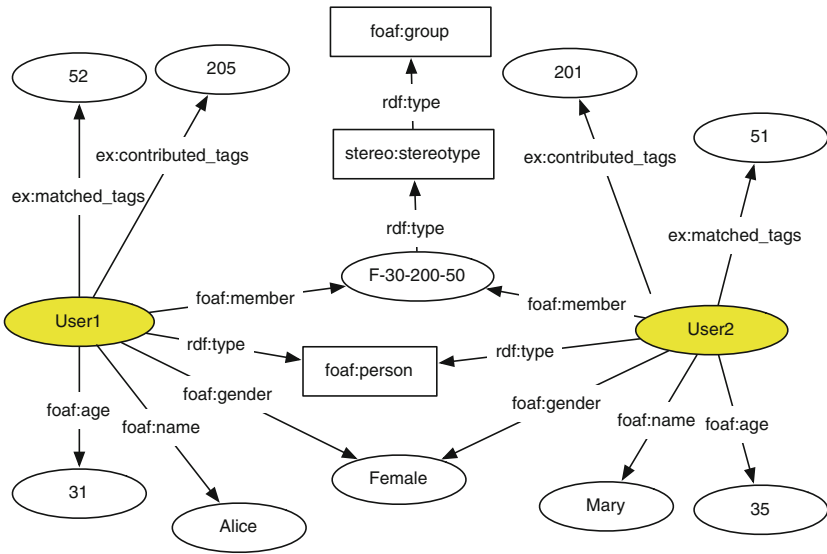 foaf:group
52
205
201
rdf:type
51
ex:contributed_tags
stereo:stereotype
ex:contributed_tags
ex:matched_tags
rdf:type
ex:matched_tags
F-30-200-50
foaf:member
foaf:member
User1
User2
rdf:type
rdf:type
foaf:person
foaf:age
foaf:gender
foaf:gender
foaf:name
foaf:name
foaf:age
31
Female
Alice
Mary
35